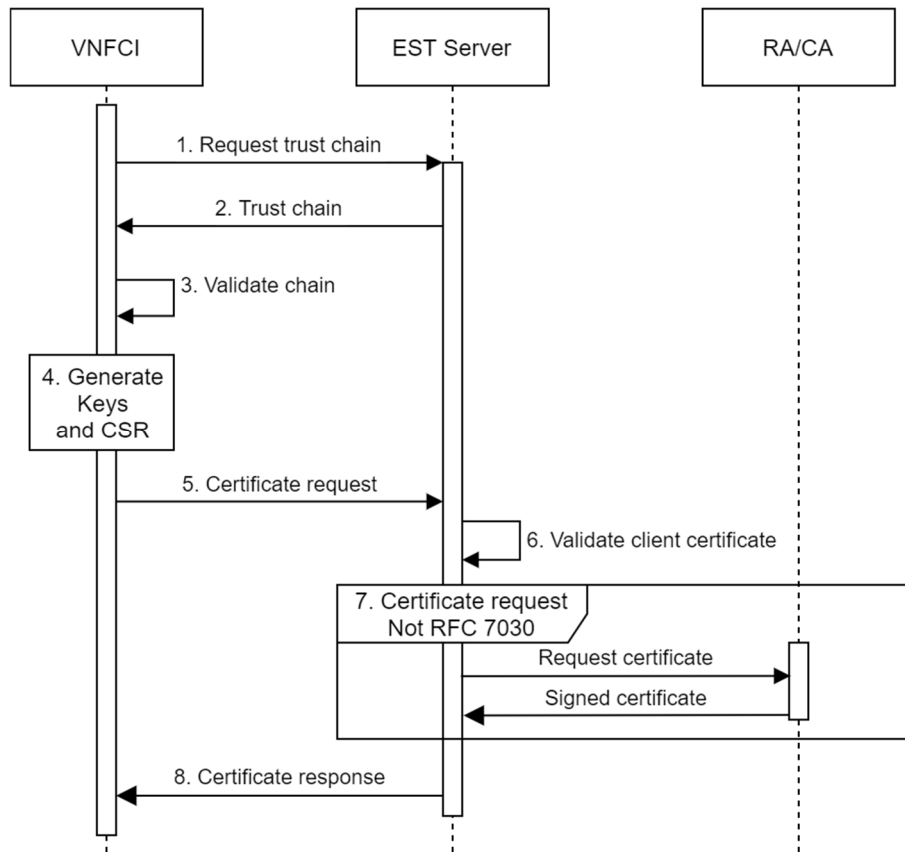 VNFCI
EST Server
RA/CA
1. Request trust chain
2. Trust chain
3. Validate chain
4. Generate
Keys
and CSR
5. Certificate request
6. Validate client certificate
7. Certificate request
Not RFC 7030
Request certificate
Signed certificate
8. Certificate response